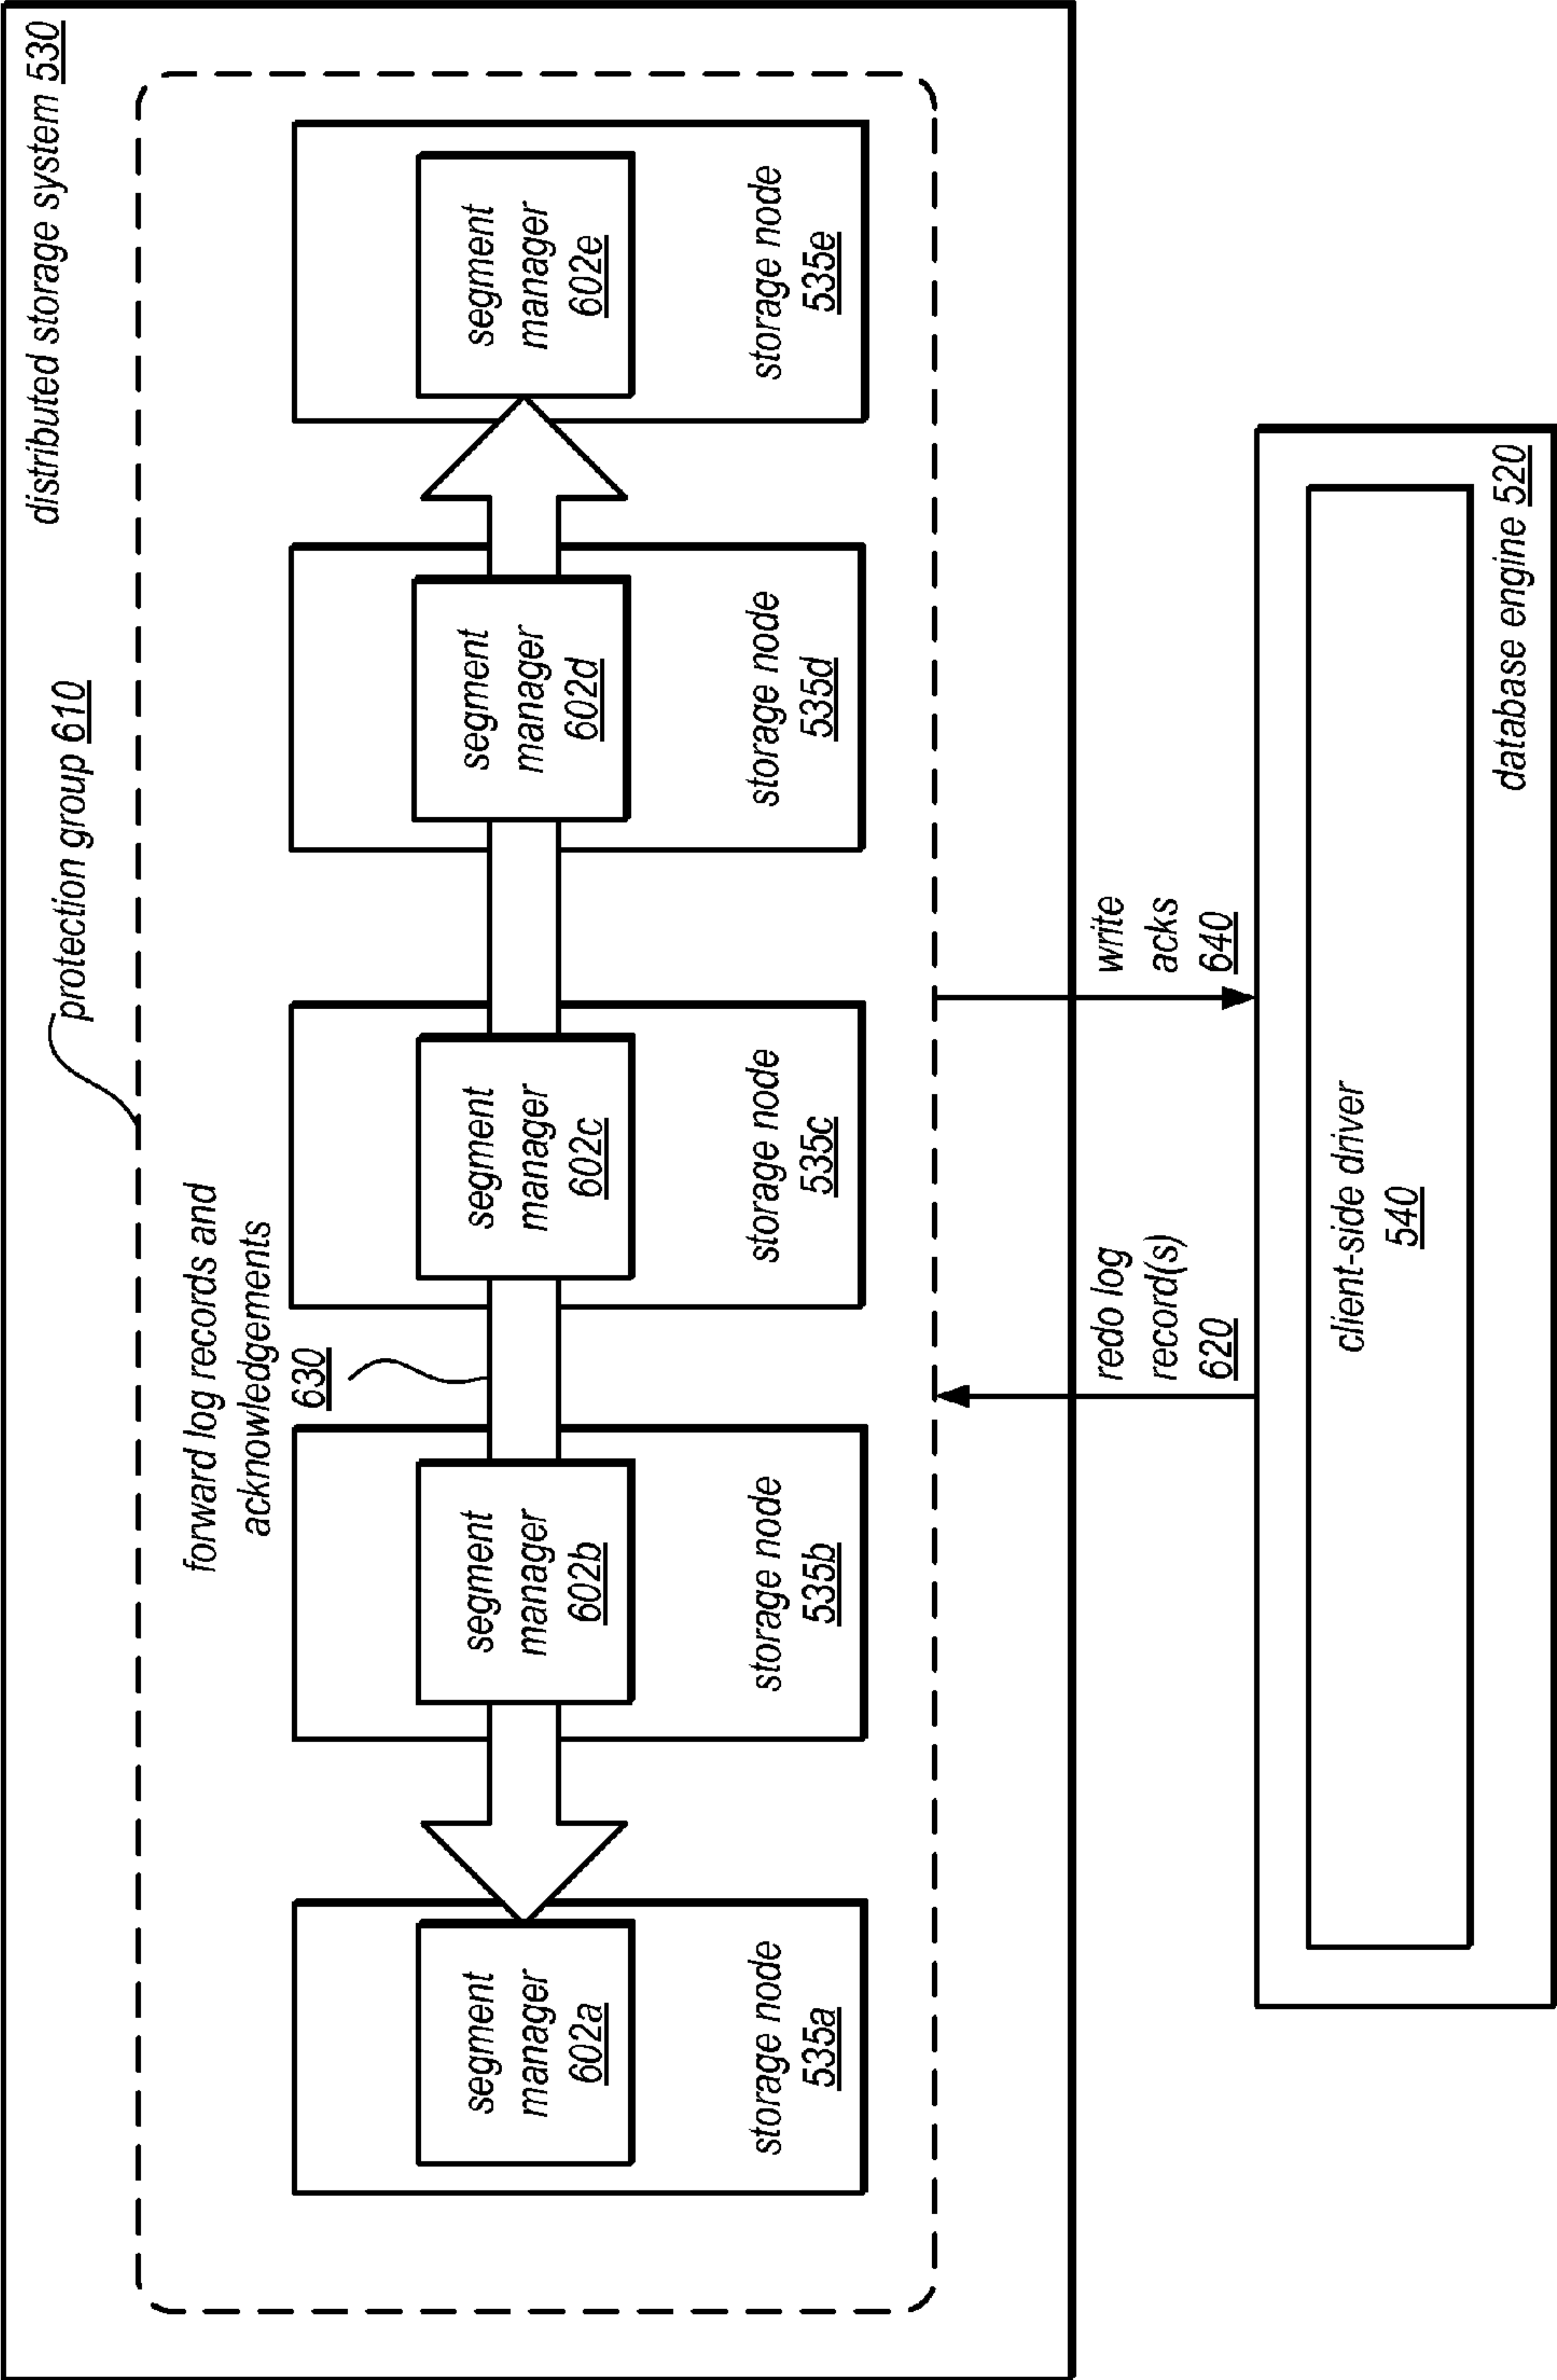 distributed storage system 530
protection group 610
forward log records and
acknowledgements
630
segment
manager
602a
storage node
535a
segment
manager
602b
storage node
535b
segment
manager
602c
storage node
535c
segment
manager
602d
storage node
535d
segment
manager
602e
storage node
535e
redo log
record(s)
620
write
acks
640
client-side driver
540
database engine 520